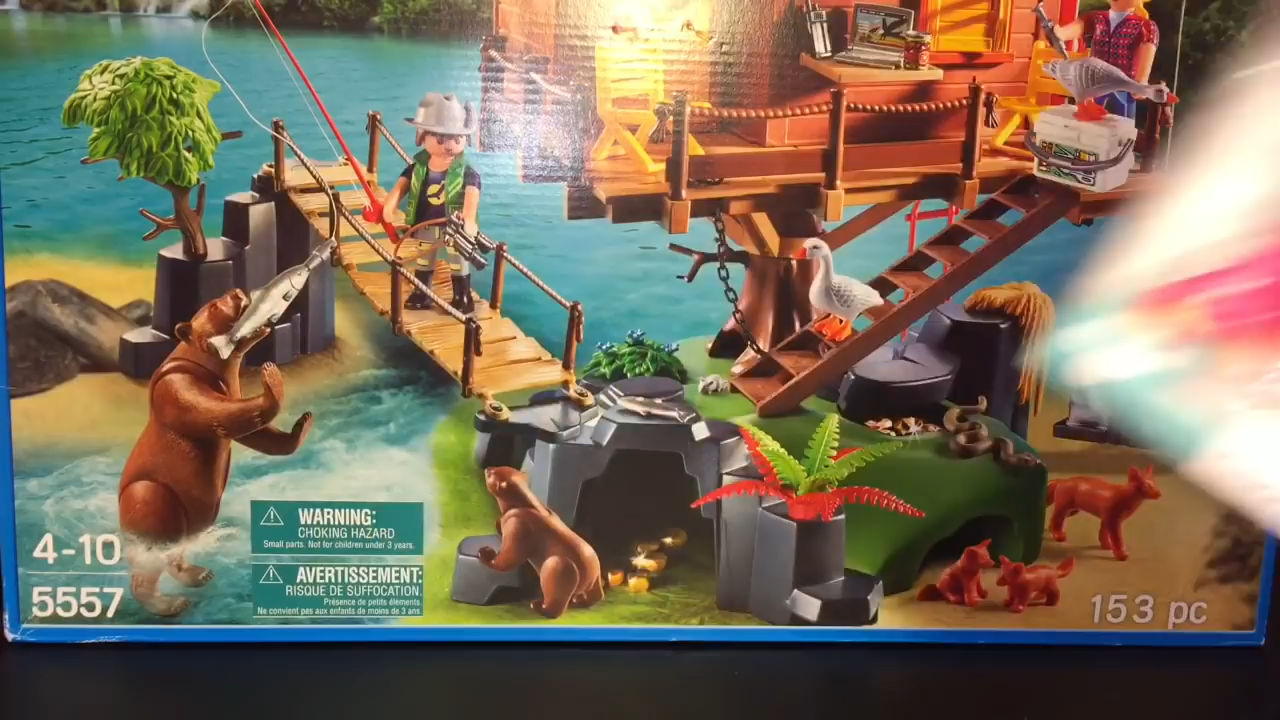 WARNING:
CHOKING HAZARD
Small parts. Not for children under 3 years.
AVERTISSEMENT:
RISQUE DE SUFFOCATION.
Présence de petits éléments.
Ne convient pas aux enfants de moins de 3 ans
4-10
5557
153 pc